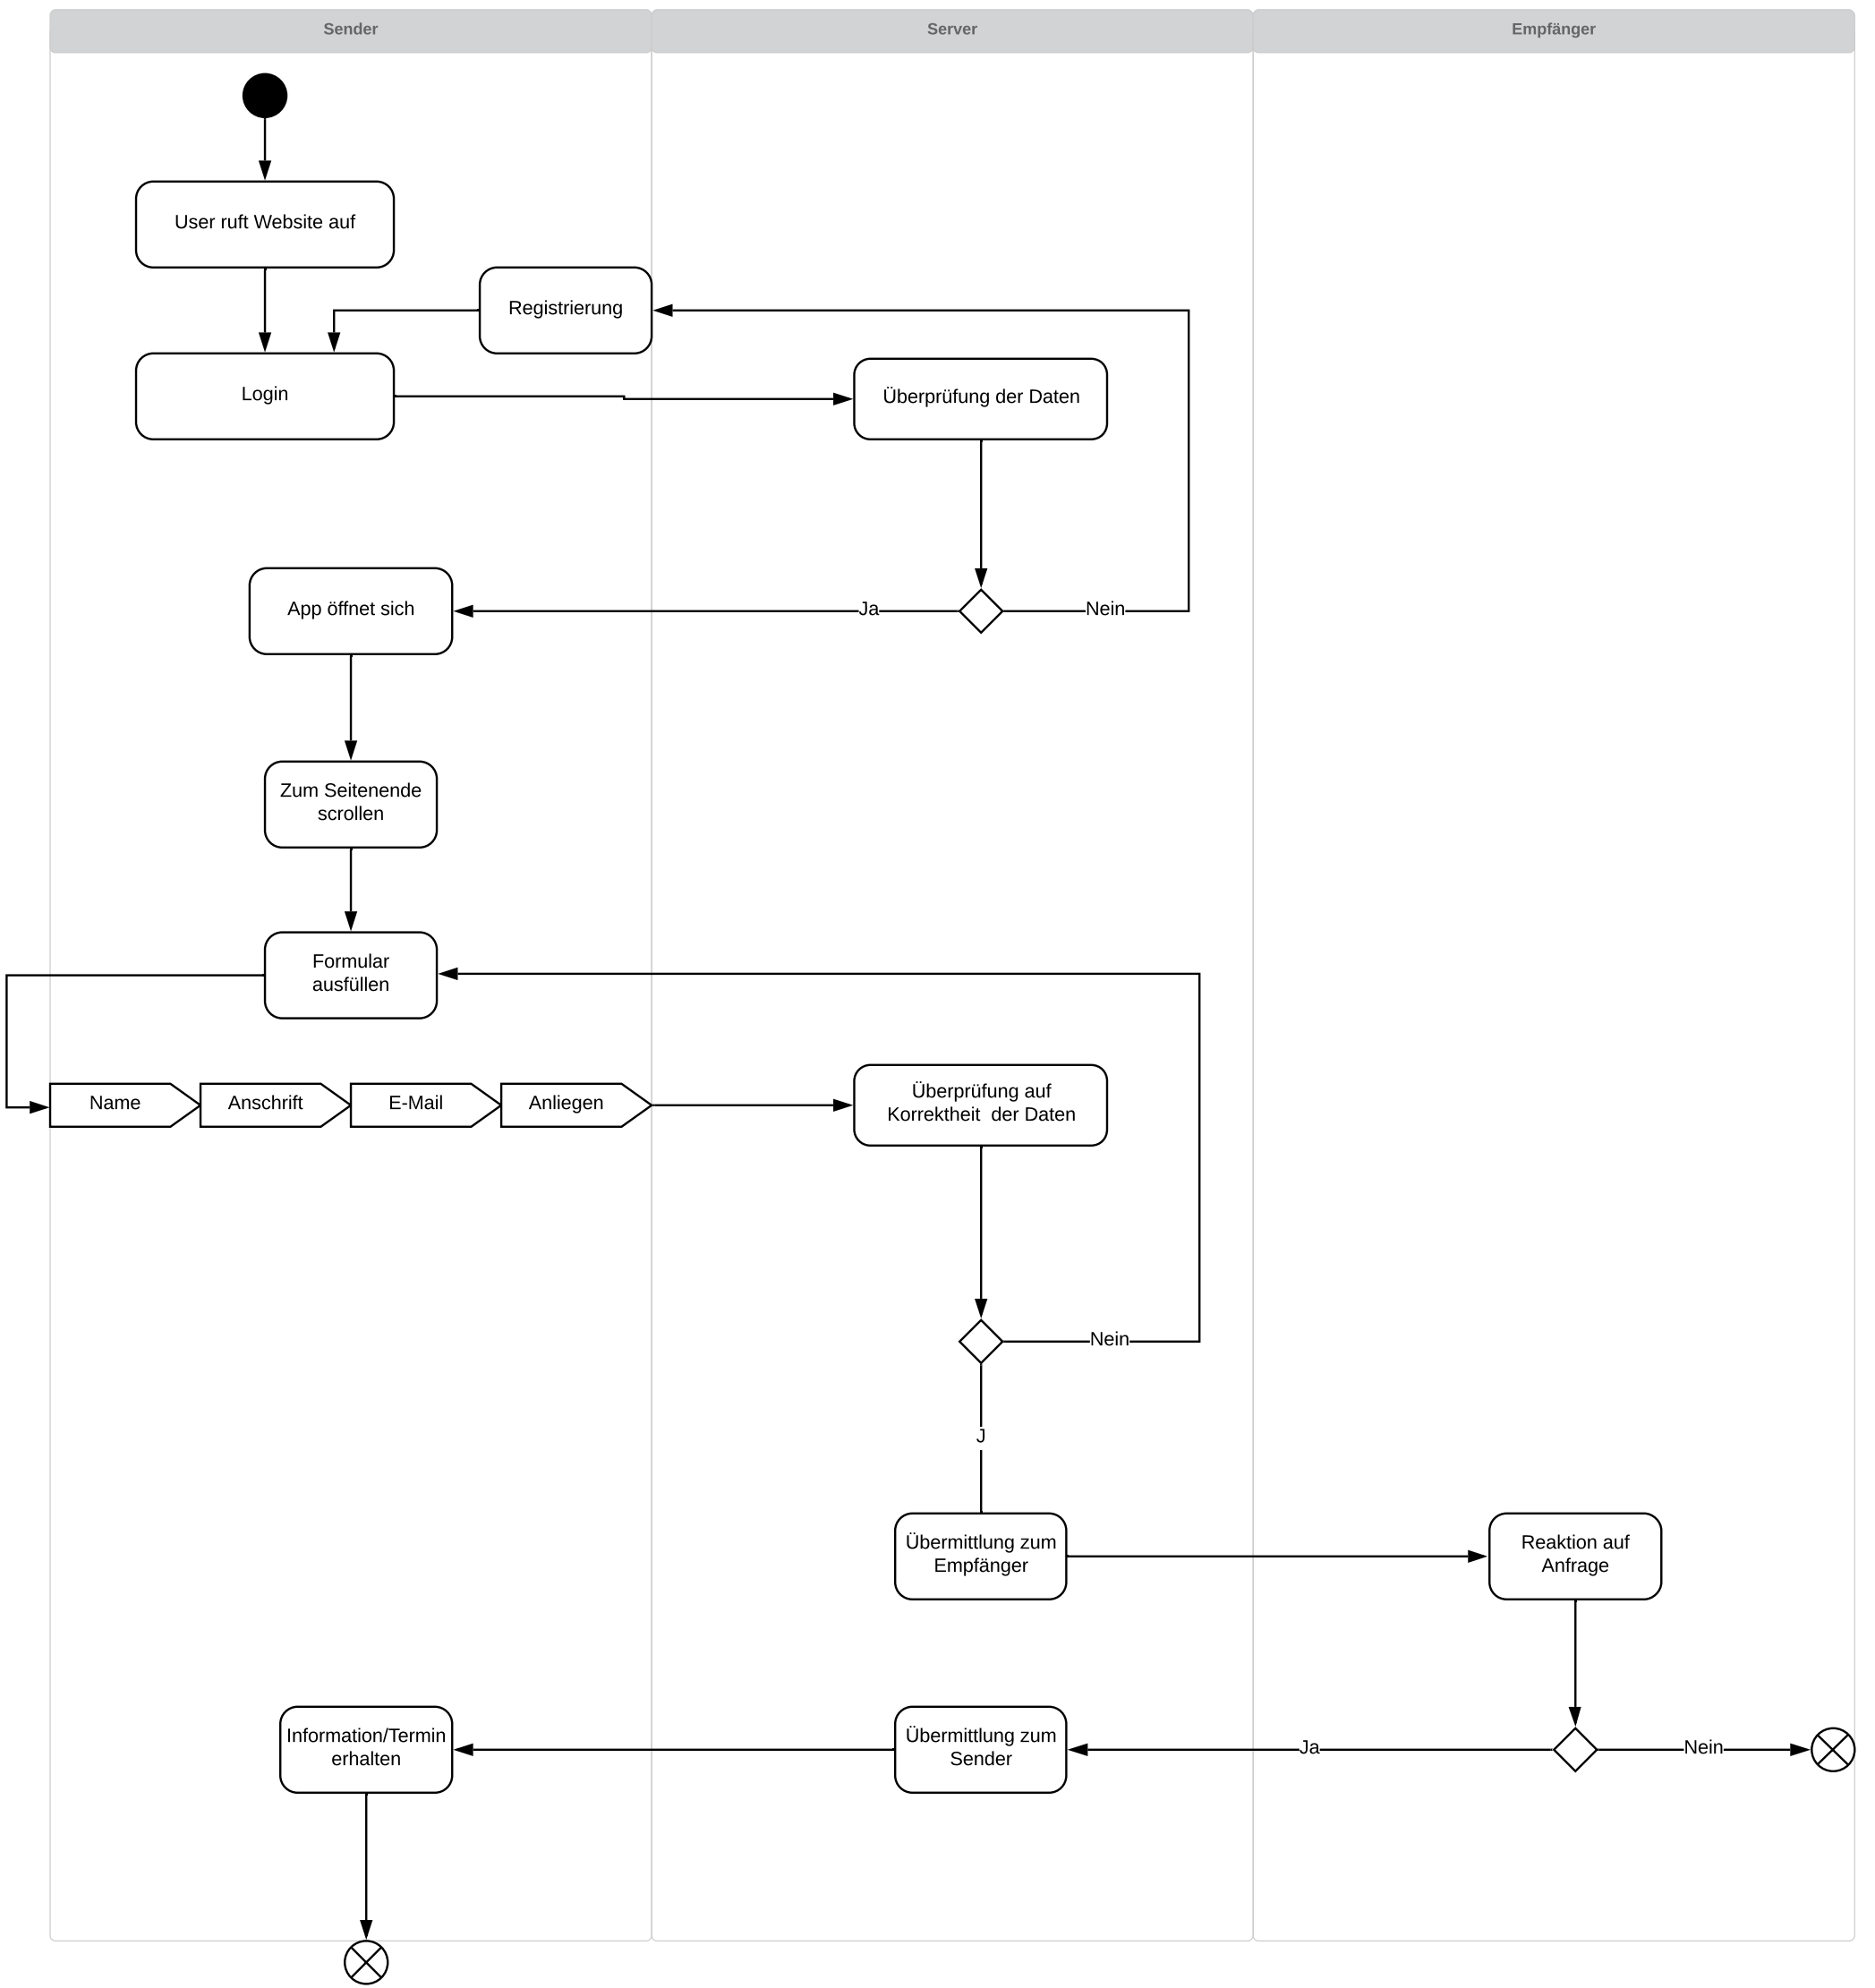 Sender
Server
Empfänger
User ruft Website auf
Registrierung
Login
Überprüfung der Daten
App öffnet sich
Ja
Nein
Zum Seitenende
scrollen
Formular
ausfüllen
Name
Anschrift
E-Mail
Anliegen
Überprüfung auf
Korrektheit  der Daten
Nein
J
Übermittlung zum
Empfänger
Reaktion auf
Anfrage
Information/Termin
erhalten
Übermittlung zum
Sender
Ja
Nein